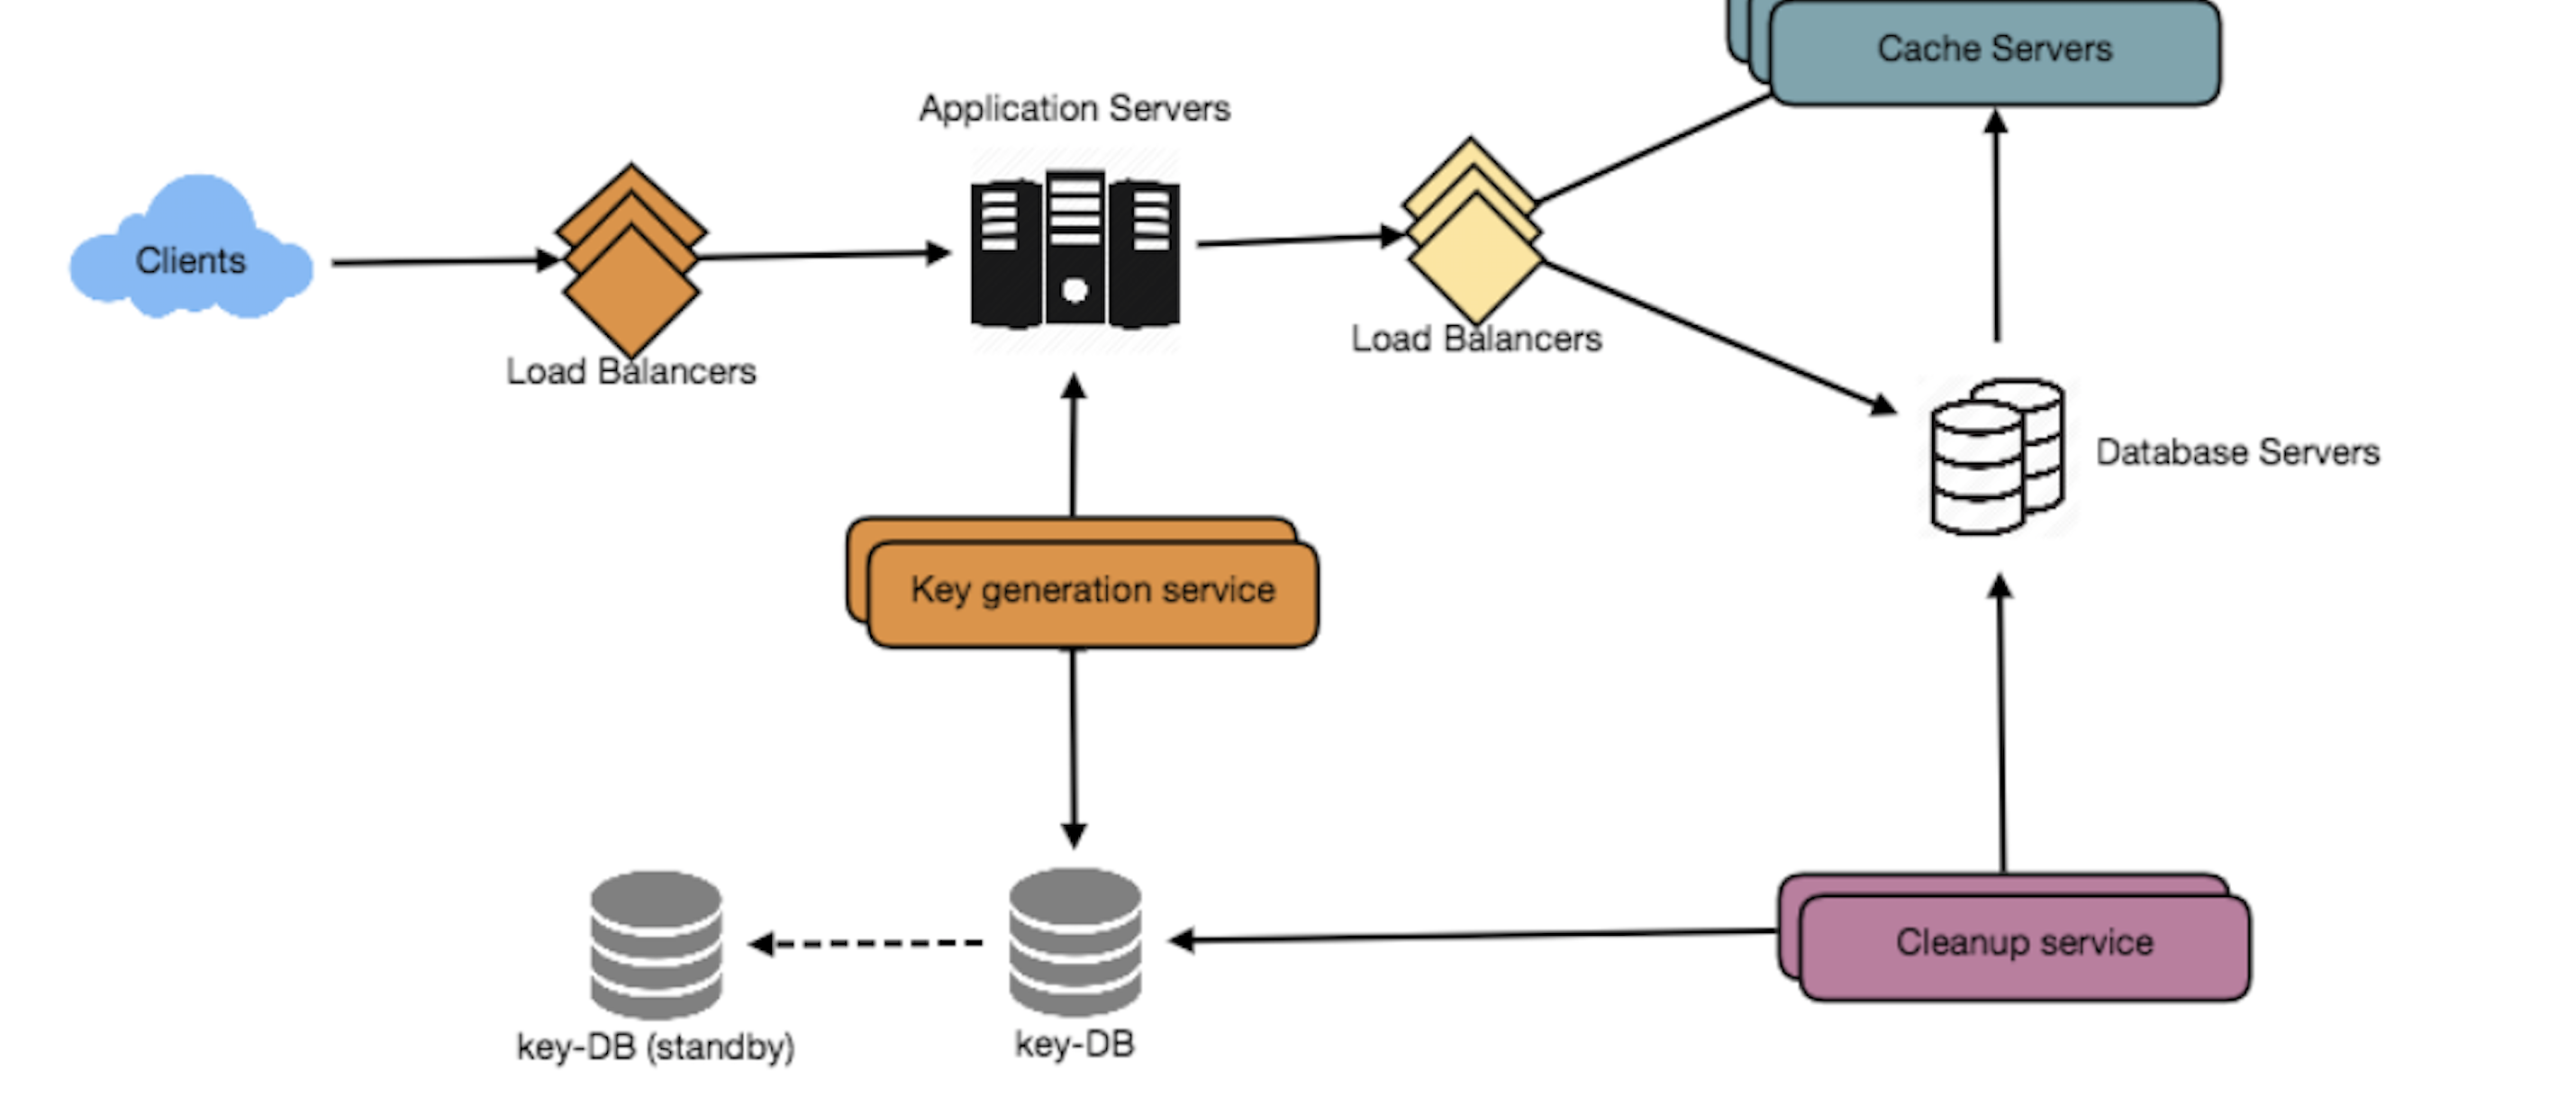 Cache Servers
Application Servers
Clients
Load Balancers
Load Balancers
Database Servers
Key generation service
Cleanup service
key-DB (standby)
key-DB